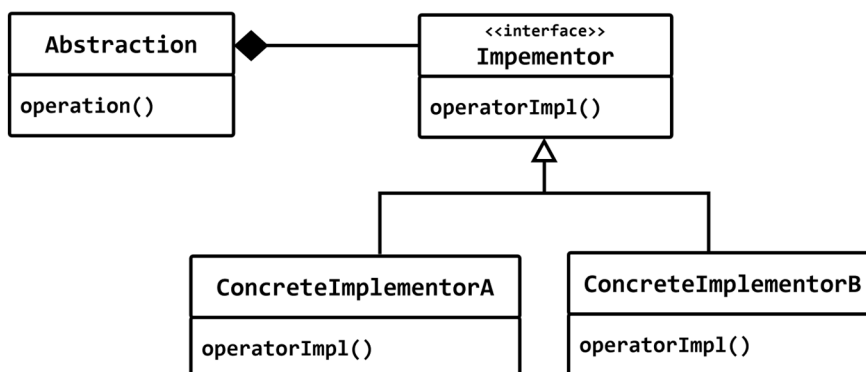 Abstraction
operation()
<<interface>>
Impementor
operatorImpl()
ConcreteImplementorA
operatorImpl()
ConcreteImplementorB
operatorImpl()